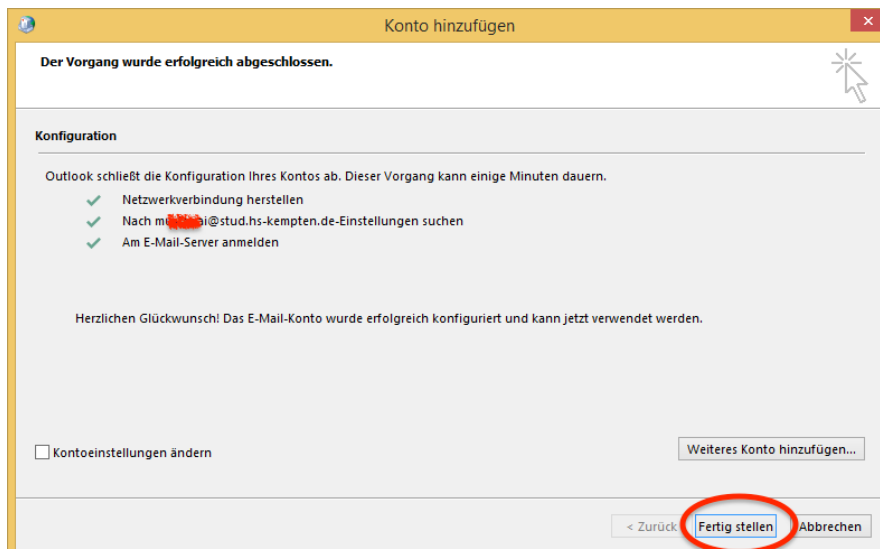 Konto hinzufügen
Der Vorgang wurde erfolgreich abgeschlossen.
Konfiguration
Outlook schließt die Konfiguration Ihres Kontos ab. Dieser Vorgang kann einige Minuten dauern.
Netzwerkverbindung herstellen
Nach @stud.hs-kempten.de-Einstellungen suchen
Am E-Mail-Server anmelden
Herzlichen Glückwunsch! Das E-Mail-Konto wurde erfolgreich konfiguriert und kann jetzt verwendet werden.
Kontoeinstellungen ändern
Weiteres Konto hinzufügen...
< Zurück Fertig stellen Abbrechen